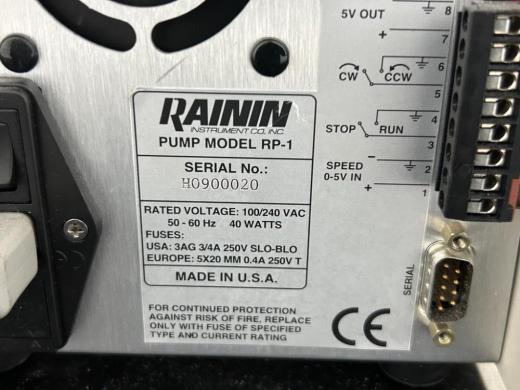 5V OUT
8
+
7
6
CW CCW
5
4
STOP RUN
3
SPEED - 2
0-5V IN + 1
RAININ
INSTRUMENT CO. INC.
PUMP MODEL RP-1
SERIAL No.:
H0900020
RATED VOLTAGE: 100/240 VAC
50 - 60 Hz 40 WATTS
FUSES:
USA: 3AG 3/4A 250V SLO-BLO
EUROPE: 5X20 MM 0.4A 250V T
MADE IN U.S.A.
FOR CONTINUED PROTECTION
AGAINST RISK OF FIRE, REPLACE
ONLY WITH FUSE OF SPECIFIED
TYPE AND CURRENT RATING
CE
SERIAL